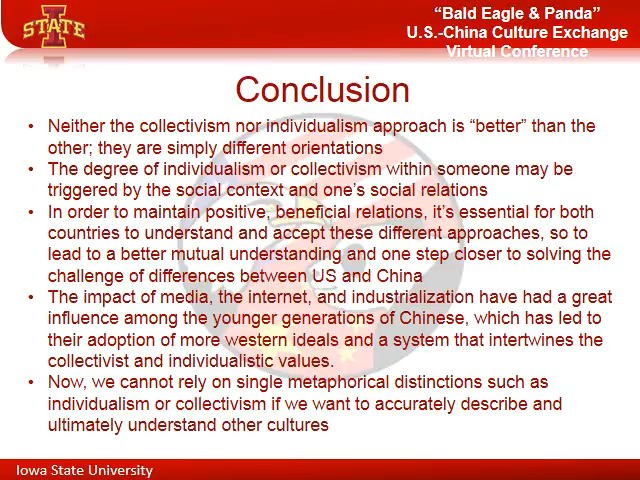 STATE
“Bald Eagle & Panda”
U.S.-China Culture Exchange
Virtual Conference
Conclusion
• Neither the collectivism nor individualism approach is “better” than the
other; they are simply different orientations
• The degree of individualism or collectivism within someone may be
triggered by the social context and one’s social relations
• In order to maintain positive, beneficial relations, it’s essential for both
countries to understand and accept these different approaches, so to
lead to a better mutual understanding and one step closer to solving the
challenge of differences between US and China
• The impact of media, the internet, and industrialization have had a great
influence among the younger generations of Chinese, which has led to
their adoption of more western ideals and a system that intertwines the
collectivist and individualistic values.
• Now, we cannot rely on single metaphorical distinctions such as
individualism or collectivism if we want to accurately describe and
ultimately understand other cultures
Iowa State University